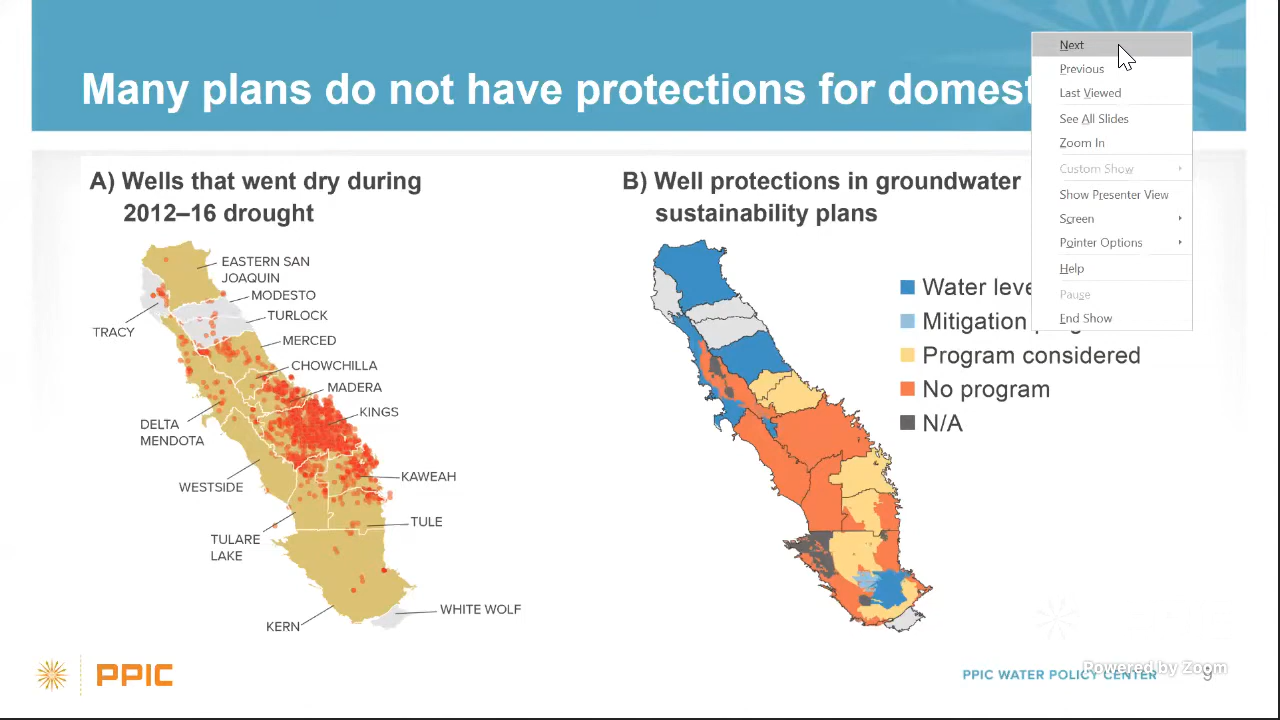 Many plans do not have protections for
A) Wells that went dry during
2012–16 drought
B) Well protections in groundwater
sustainability plans
EASTERN SAN
JOAQUIN
MODESTO
TURLOCK
TRACY
MERCED
CHOWCHILLA
MADERA
KINGS
DELTA
MENDOTA
KAWEAH
WESTSIDE
TULE
TULARE
LAKE
WHITE WOLF
KERN
Water
Mitigation
Program considered
No program
N/A
Next
Previous
Last Viewed
See All Slides
Zoom In
Custom Show
Show Presenter View
Screen
Pointer Options
Help
Pause
End Show
PPIC
PPIC WATER POLICY CENTER
Powered by Zoom
9